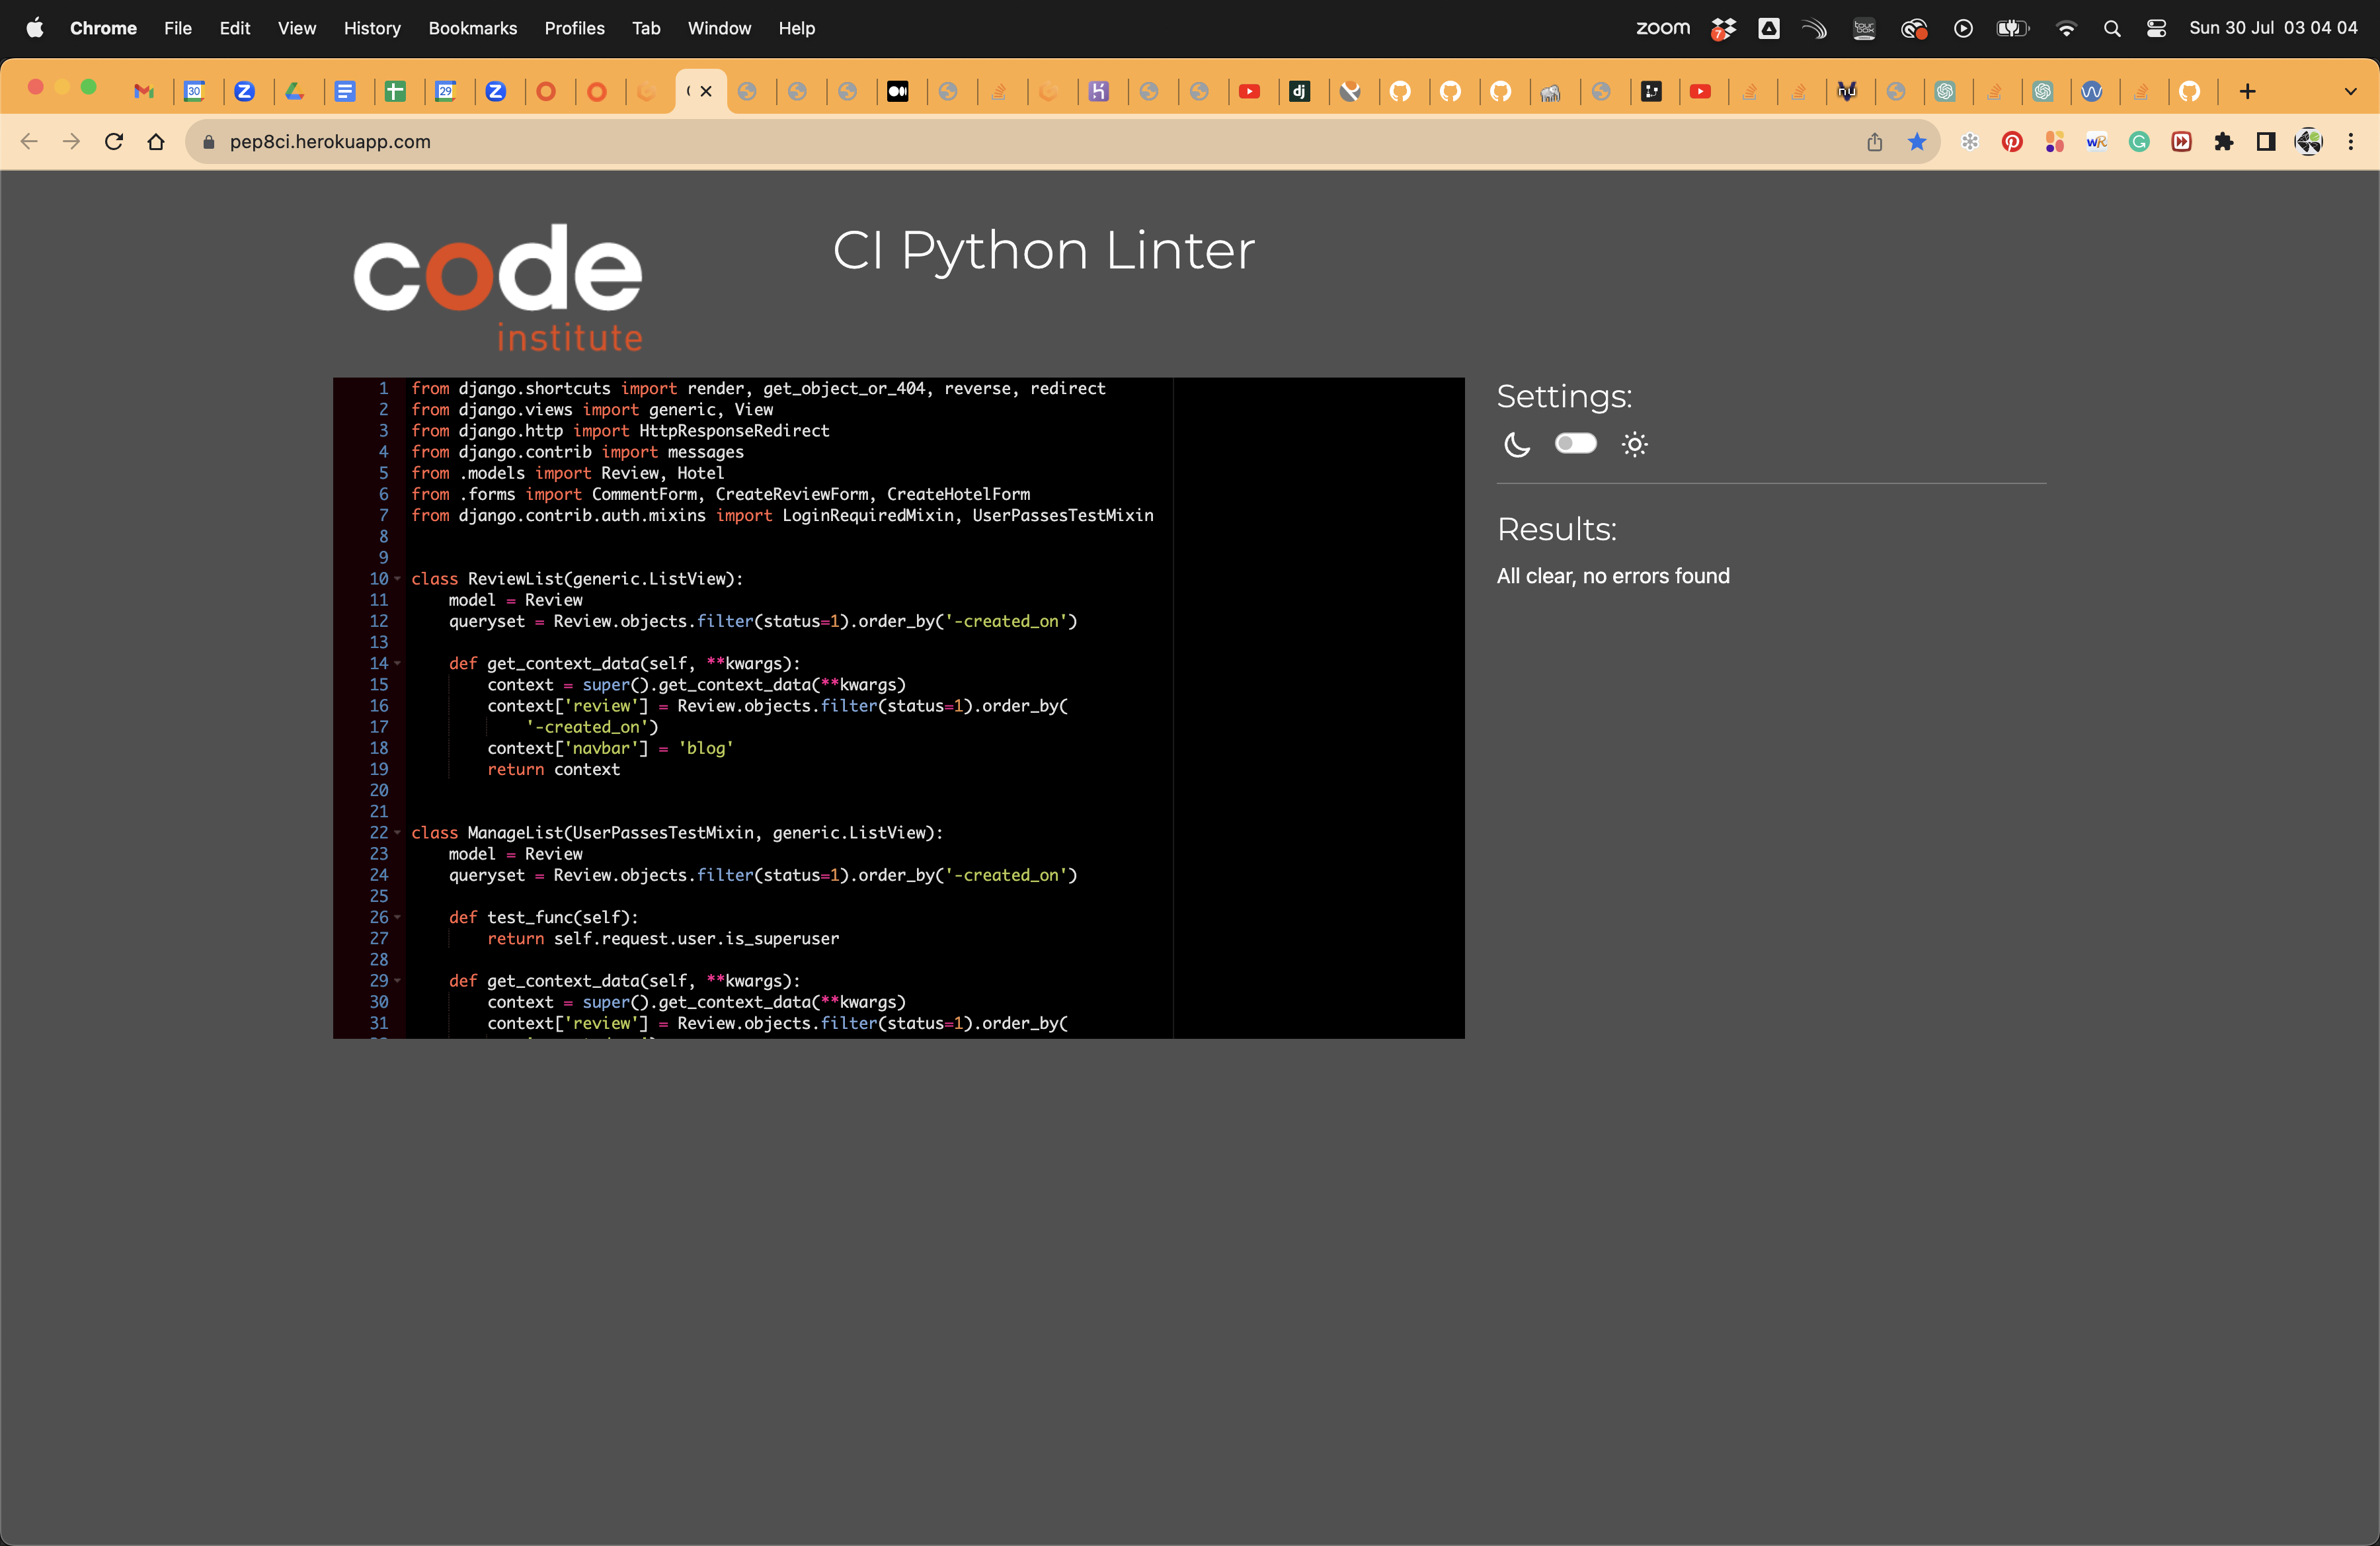 Chrome File Edit View History Bookmarks Profiles Tab Window Help zoom 7 Sun 30 Jul 03 04 04
pep8ci.herokuapp.com
code
institute
CI Python Linter
1 from django.shortcuts import render, get_object_or_404, reverse, redirect
2 from django.views import generic, View
3 from django.http import HttpResponseRedirect
4 from django.contrib import messages
5 from .models import Review, Hotel
6 from .forms import CommentForm, CreateReviewForm, CreateHotelForm
7 from django.contrib.auth.mixins import LoginRequiredMixin, UserPassesTestMixin
8
9
10 class ReviewList(generic.ListView):
11     model = Review
12     queryset = Review.objects.filter(status=1).order_by('-created_on')
13
14     def get_context_data(self, **kwargs):
15         context = super().get_context_data(**kwargs)
16         context['review'] = Review.objects.filter(status=1).order_by(
17             '-created_on')
18         context['navbar'] = 'blog'
19         return context
20
21
22 class ManageList(UserPassesTestMixin, generic.ListView):
23     model = Review
24     queryset = Review.objects.filter(status=1).order_by('-created_on')
25
26     def test_func(self):
27         return self.request.user.is_superuser
28
29     def get_context_data(self, **kwargs):
30         context = super().get_context_data(**kwargs)
31         context['review'] = Review.objects.filter(status=1).order_by(
Settings:
Results:
All clear, no errors found